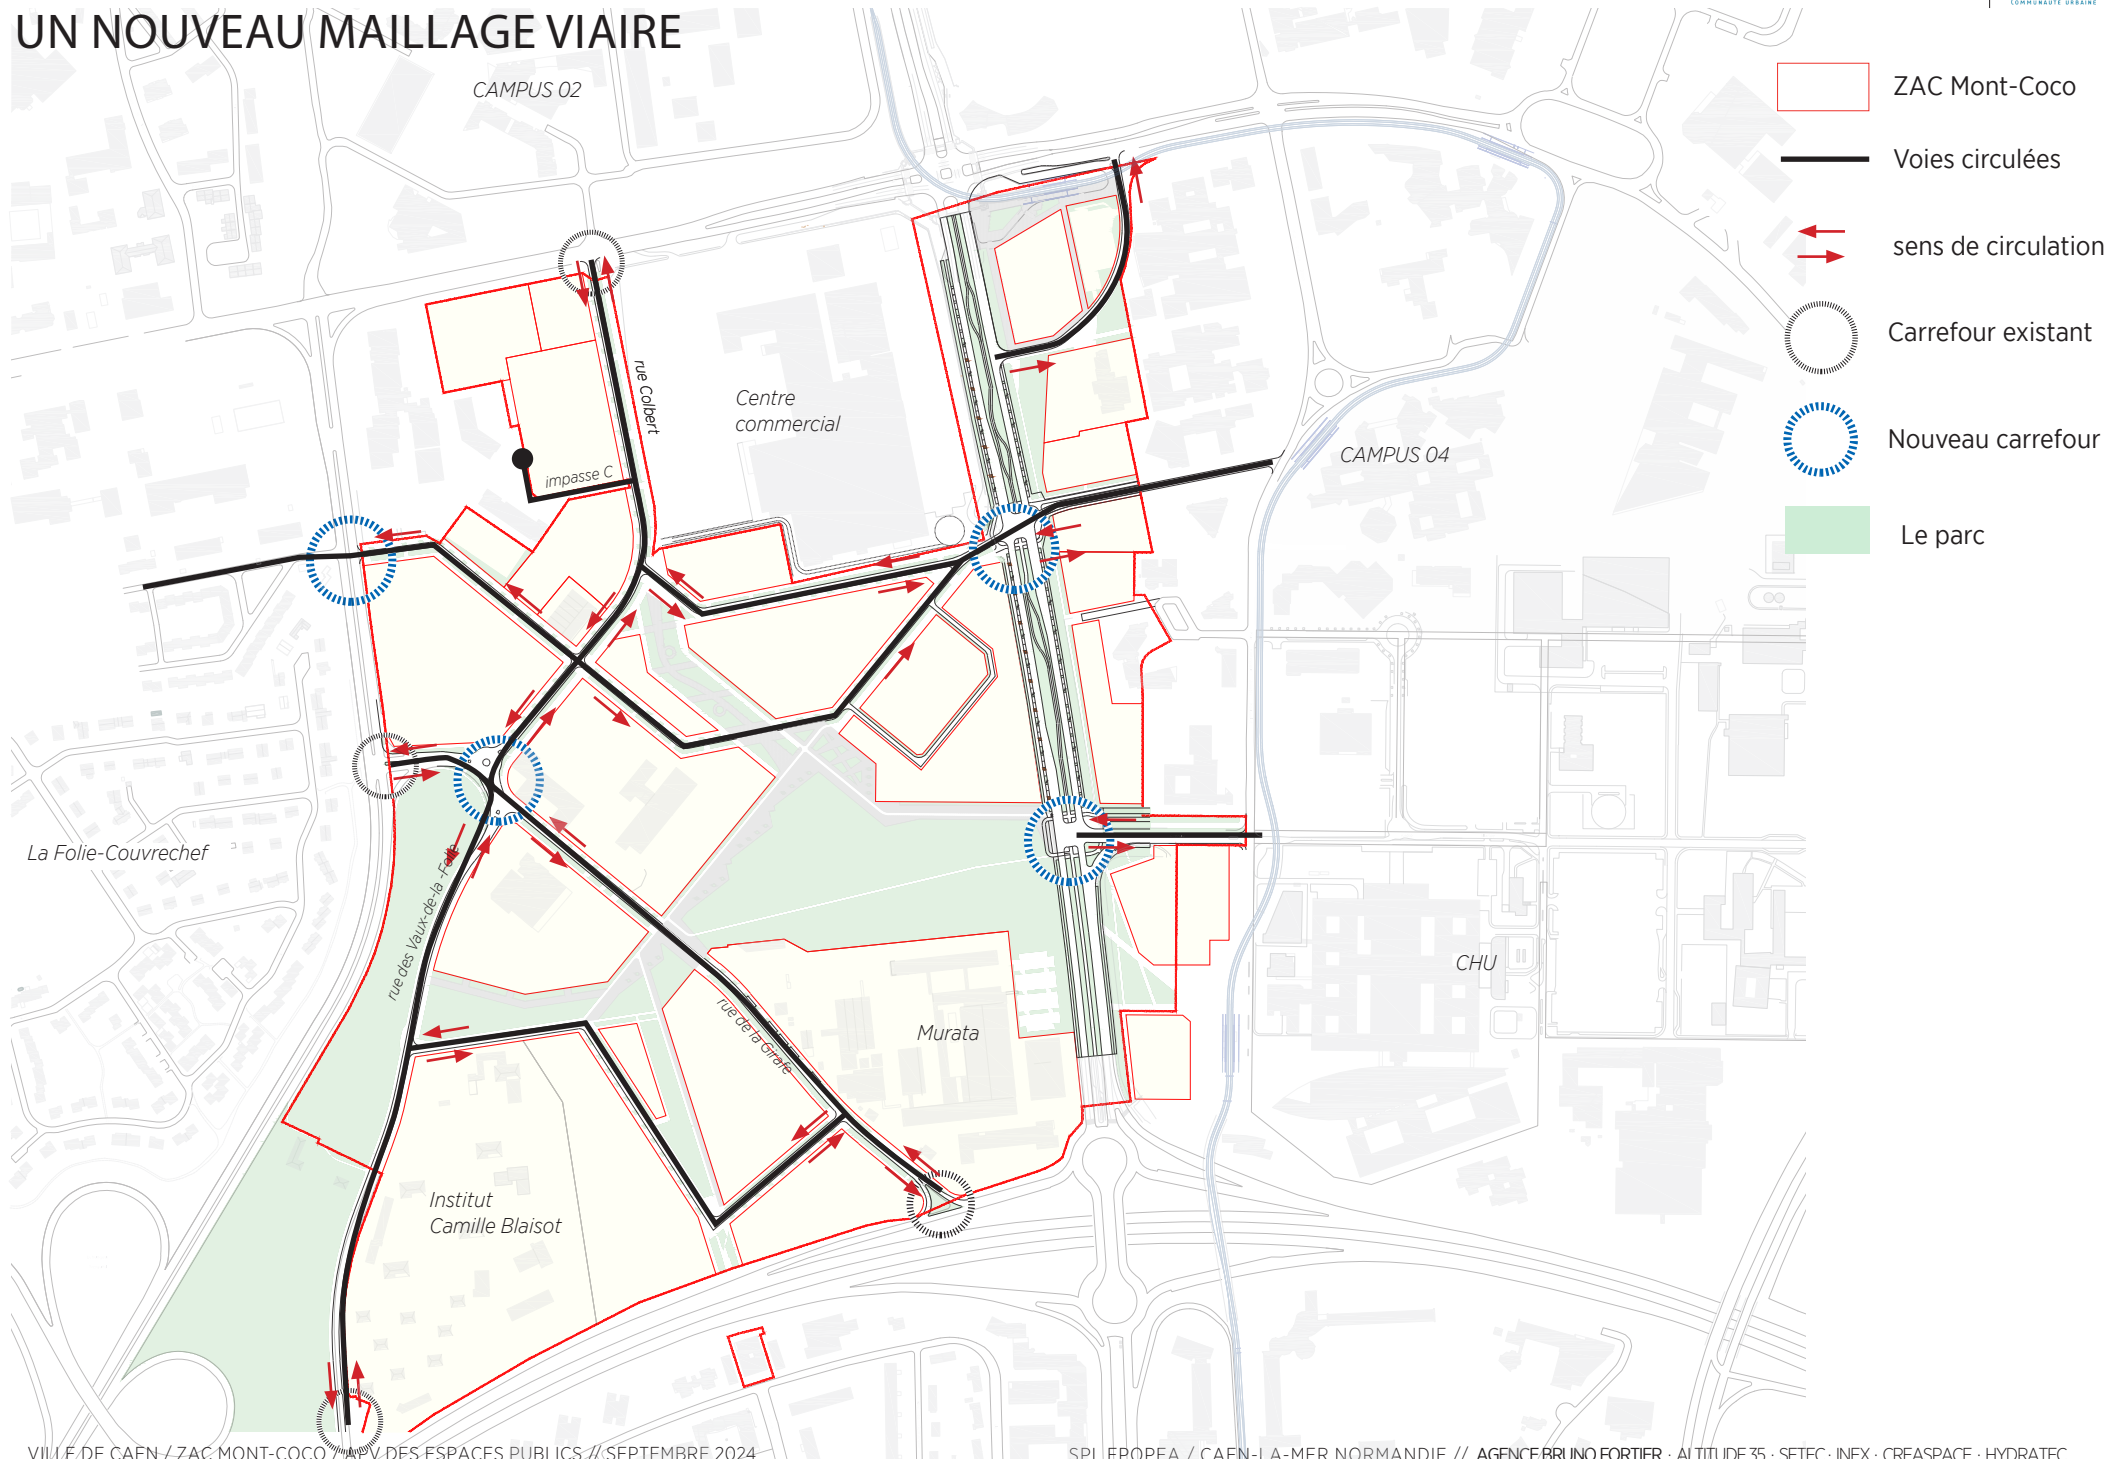 COMMUNAUTÉ URBAINE
UN NOUVEAU MAILLAGE VIAIRE
CAMPUS 02
ZAC Mont-Coco
Voies circulées
sens de circulation
Carrefour existant
Nouveau carrefour
Le parc
rue Colbert
Centre
commercial
impasse C
CAMPUS 04
La Folie-Couvrechef
rue des Vaux-de-la -Folie
rue de la Girafe
Murata
CHU
Institut
Camille Blaisot
VILLE DE CAEN / ZAC MONT-COCO / APV DES ESPACES PUBLICS // SEPTEMBRE 2024
SPL EPOPEA / CAEN-LA-MER NORMANDIE // AGENCE BRUNO FORTIER · ALTITUDE 35 · SETEC · INEX · CREASPACE · HYDRATEC